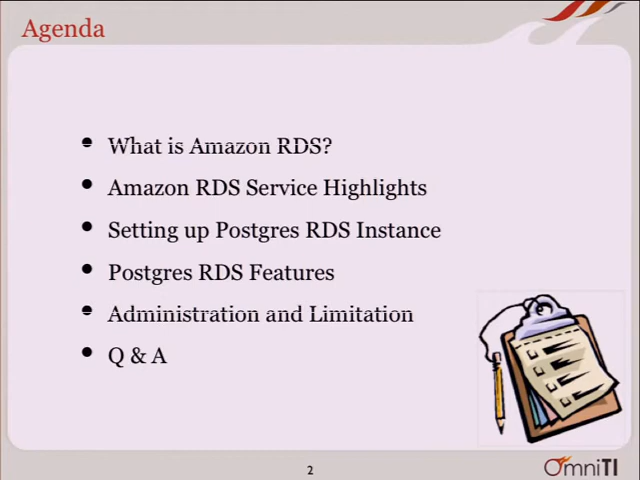 Agenda
• What is Amazon RDS?
• Amazon RDS Service Highlights
• Setting up Postgres RDS Instance
• Postgres RDS Features
• Administration and Limitation
• Q & A
2
OmniTI